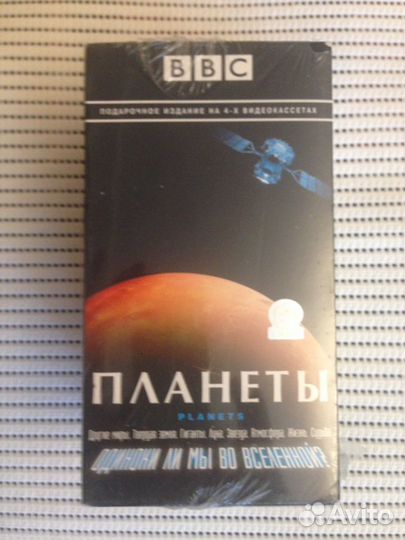 BBC
ПОДАРОЧНОЕ ИЗДАНИЕ НА 4-Х ВИДЕОКАССЕТАХ
ПЛАНЕТЫ
PLANETS
Другие миры, Твердая земля, Гиганты, Луна, Звезда, Атмосфера, Жизнь, Судьба
ОДИНОКИ ЛИ МЫ ВО ВСЕЛЕННОЙ?
Avito